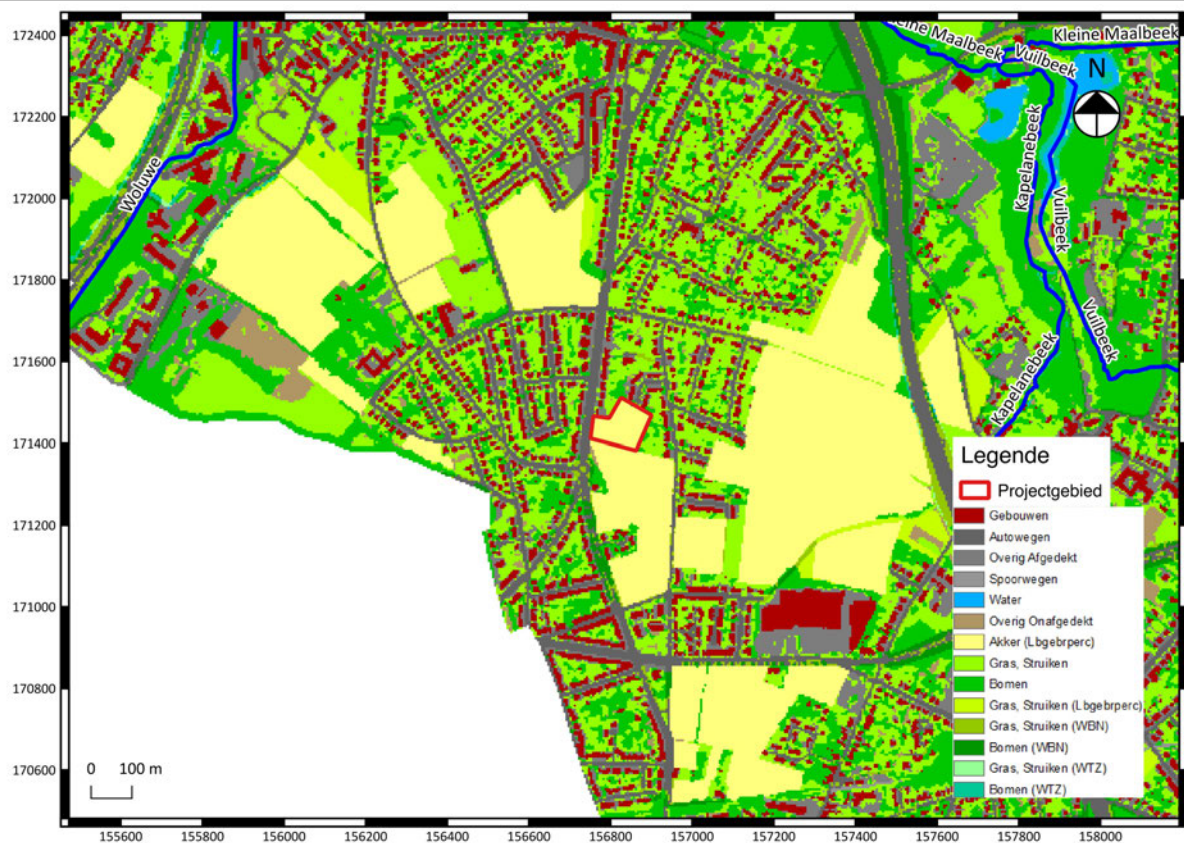 172400
172200
172000
171800
171600
171400
171200
171000
170800
170600
eine Maalbeek
Vuilbeek
Kleine Maalbeek
N
Woluwe
Kapelanebeek
Vuilbeek
Vuilbeek
Kapelanebeek
Legende
Projectgebied
Gebouwen
Autowegen
Overig Afgedekt
Spoorwegen
Water
Overig Onafgedekt
Akker (Lbgebrperc)
Gras, Struiken
Bomen
Gras, Struiken (Lbgebrperc)
Gras, Struiken (WBN)
Bomen (WBN)
Gras, Struiken (WTZ)
Bomen (WTZ)
0 100 m
155600 155800 156000 156200 156400 156600 156800 157000 157200 157400 157600 157800 158000